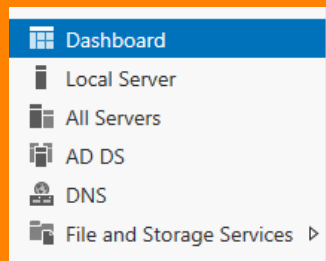 Dashboard
Local Server
All Servers
AD DS
DNS
File and Storage Services